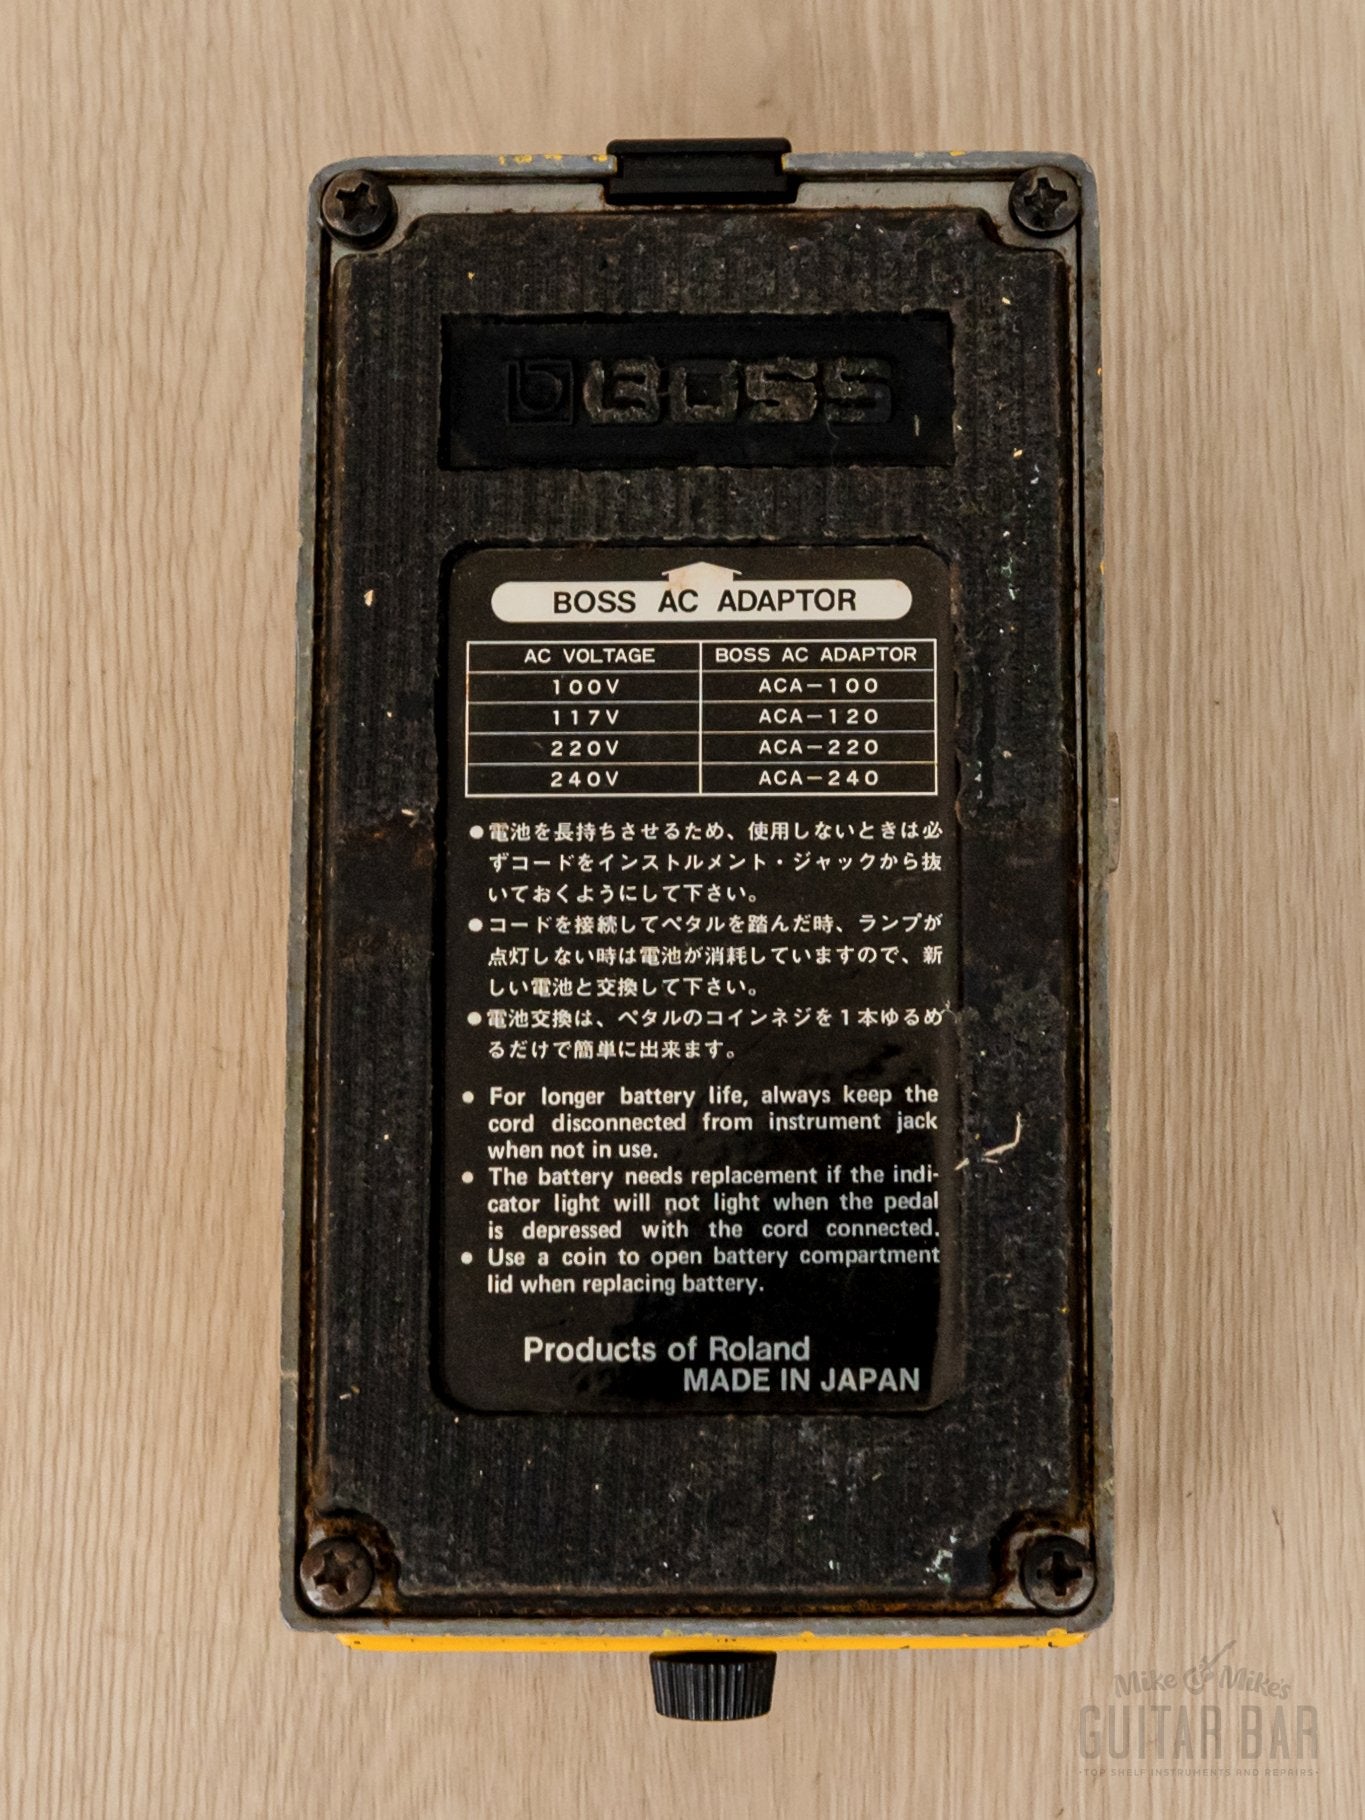 BOSS
BOSS AC ADAPTOR
AC VOLTAGE BOSS AC ADAPTOR
100V ACA-100
117V ACA-120
220V ACA-220
240V ACA-240
●電池を長持ちさせるため、使用しないときは必
ずコードをインストルメント・ジャックから抜
いておくようにして下さい。
●コードを接続してペタルを踏んだ時、ランプが
点灯しない時は電池が消耗していますので、新
しい電池と交換して下さい。
●電池交換は、ペタルのコインネジを1本ゆるめ
るだけで簡単に出来ます。
● For longer battery life, always keep the
cord disconnected from instrument jack
when not in use.
● The battery needs replacement if the indi-
cator light will not light when the pedal
is depressed with the cord connected.
● Use a coin to open battery compartment
lid when replacing battery.
Products of Roland
MADE IN JAPAN
Mike & Mike's
GUITAR BAR
•TOP SHELF INSTRUMENTS AND REPAIRS•